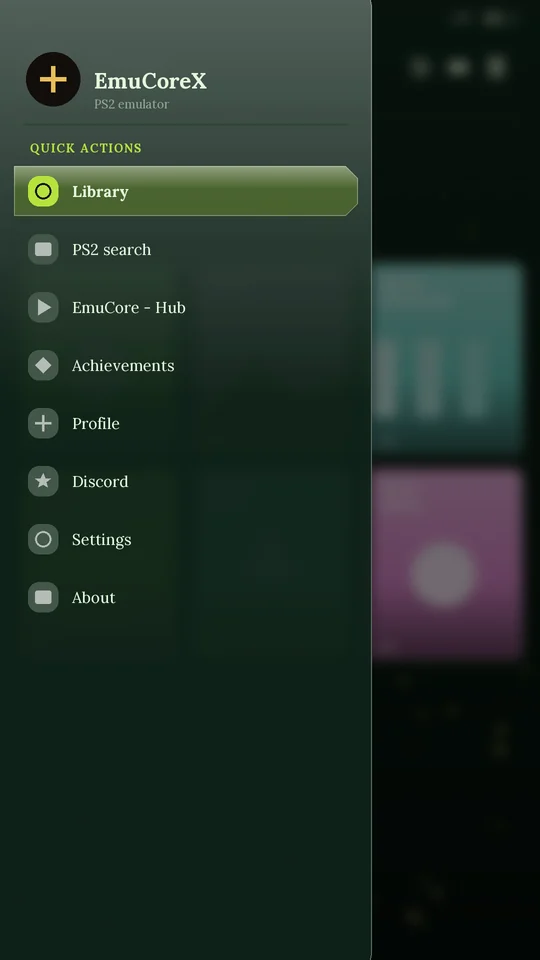 EmuCoreX
PS2 emulator
QUICK ACTIONS
Library
PS2 search
EmuCore - Hub
Achievements
Profile
Discord
Settings
About